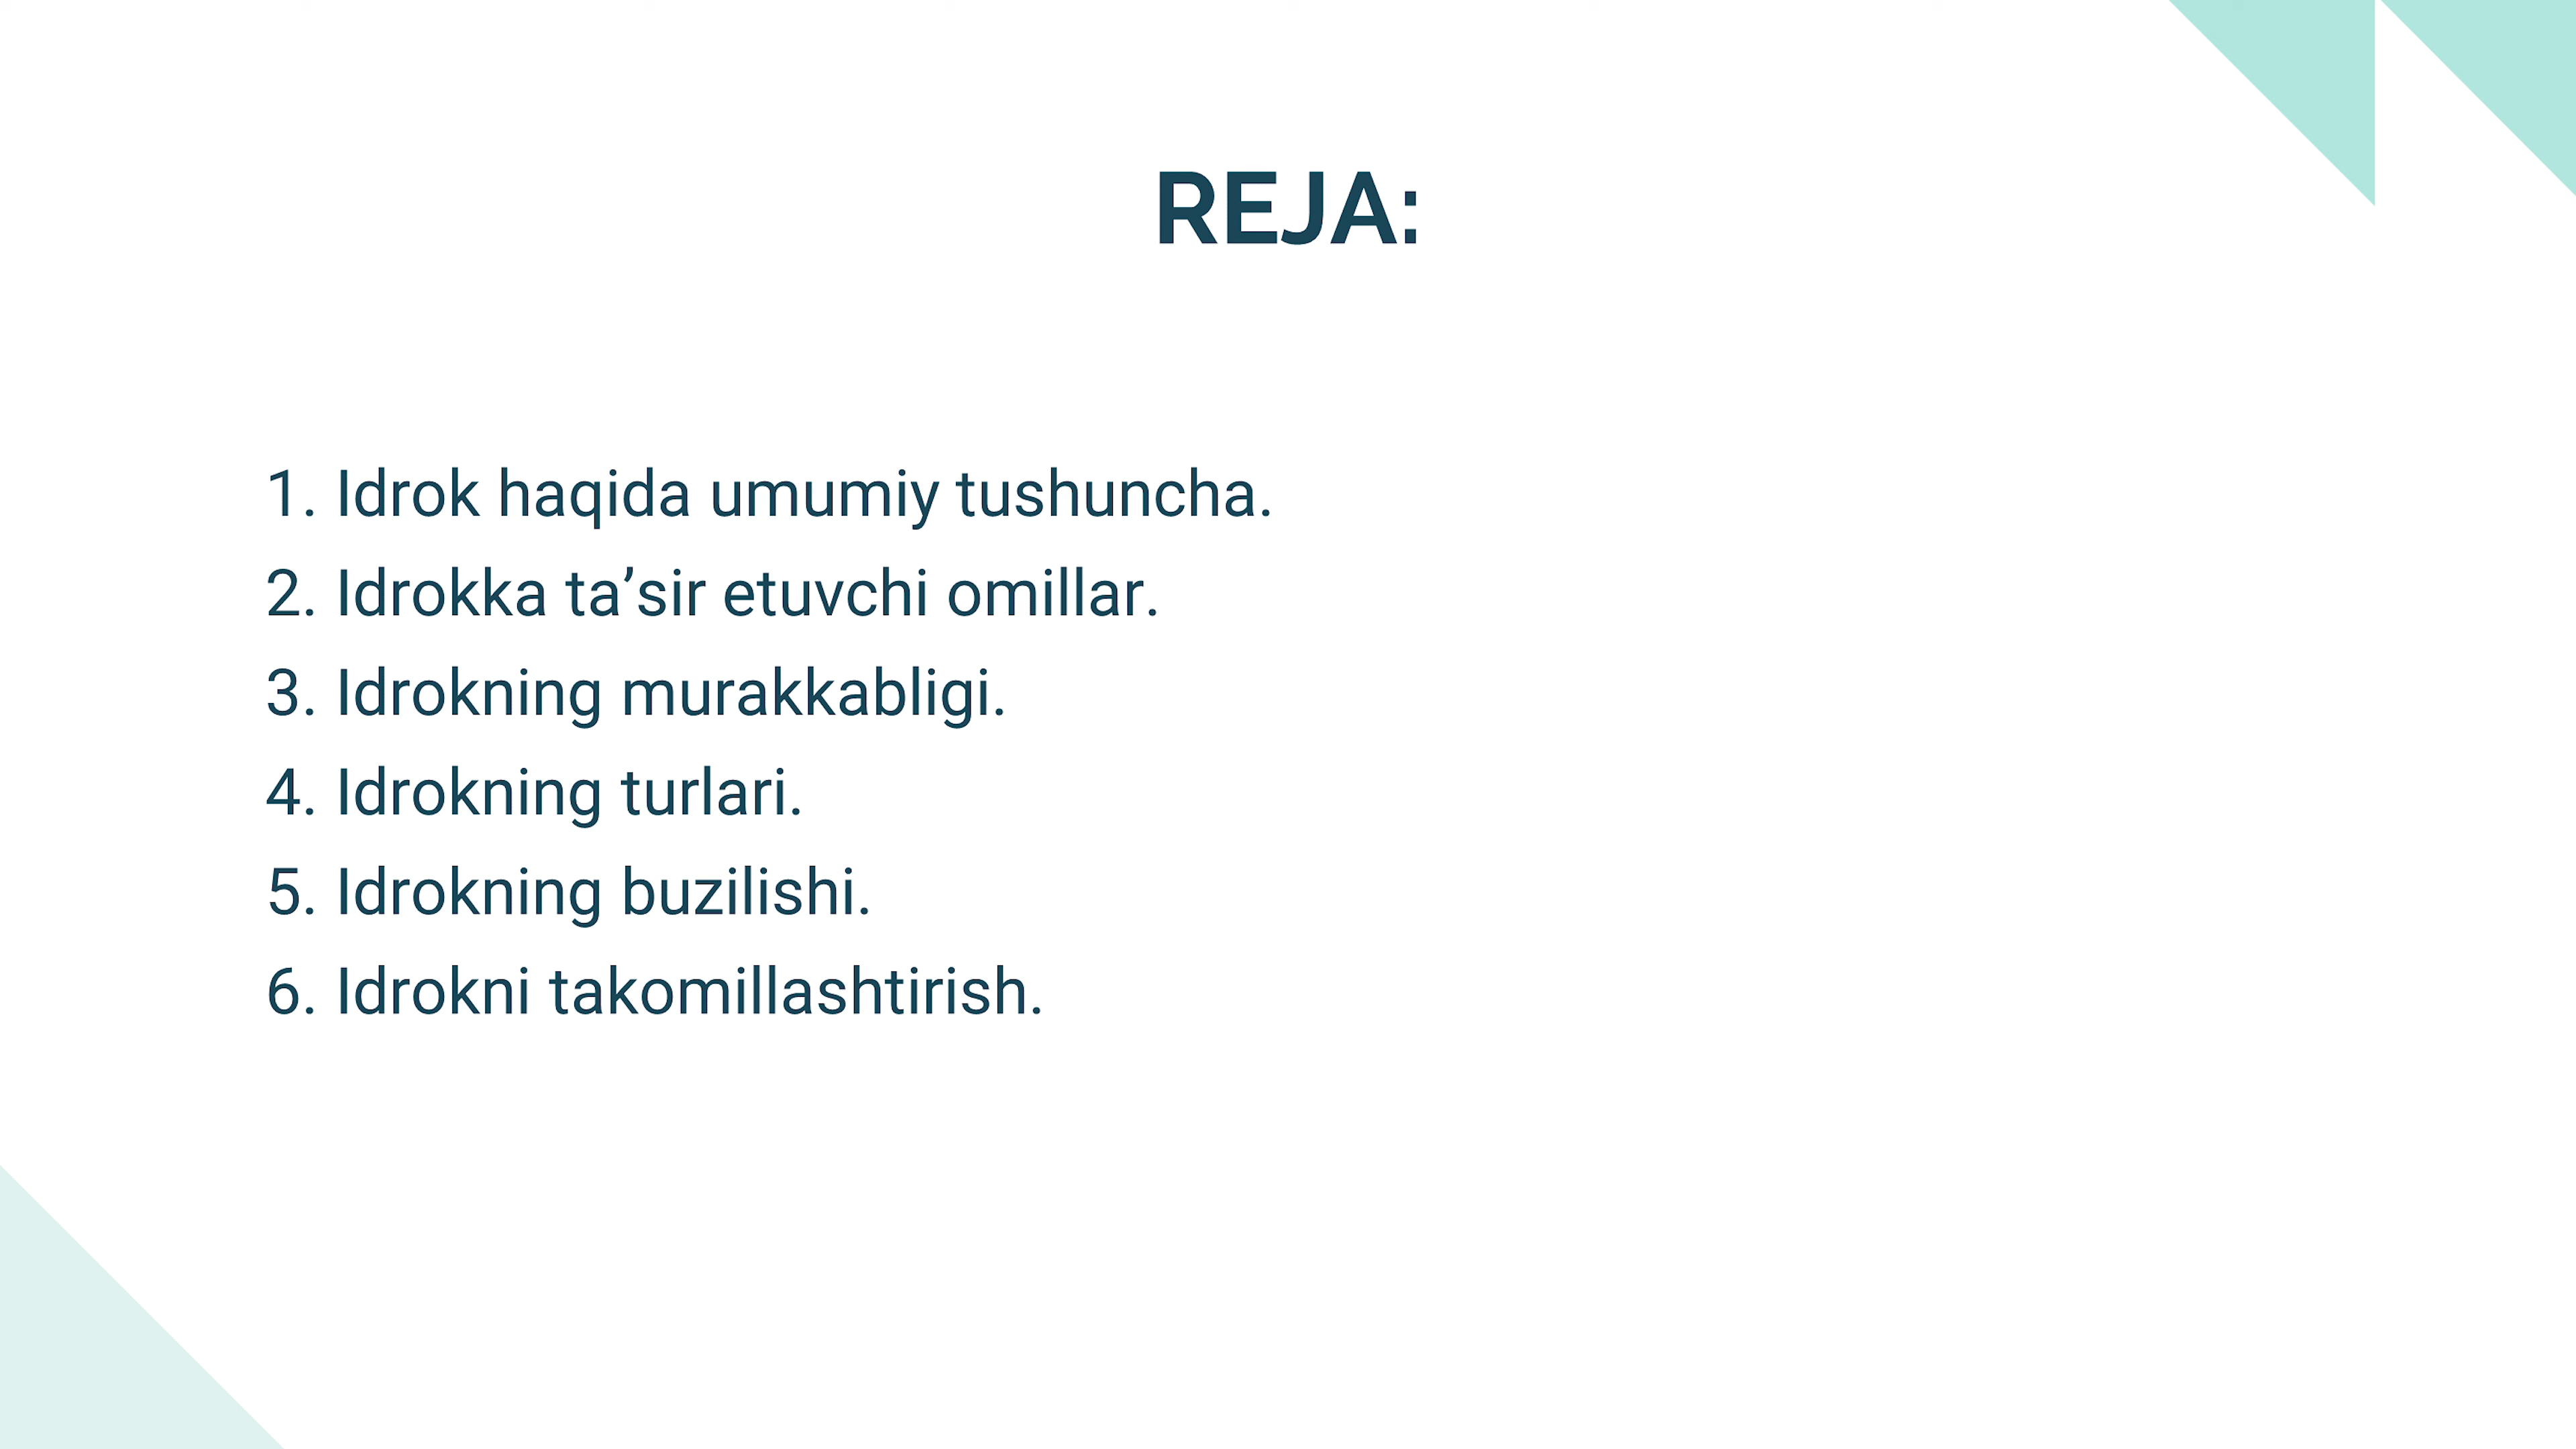 REJA:
1. Idrok haqida umumiy tushuncha.
2. Idrokka ta’sir etuvchi omillar.
3. Idrokning murakkabligi.
4. Idrokning turlari.
5. Idrokning buzilishi.
6. Idrokni takomillashtirish.